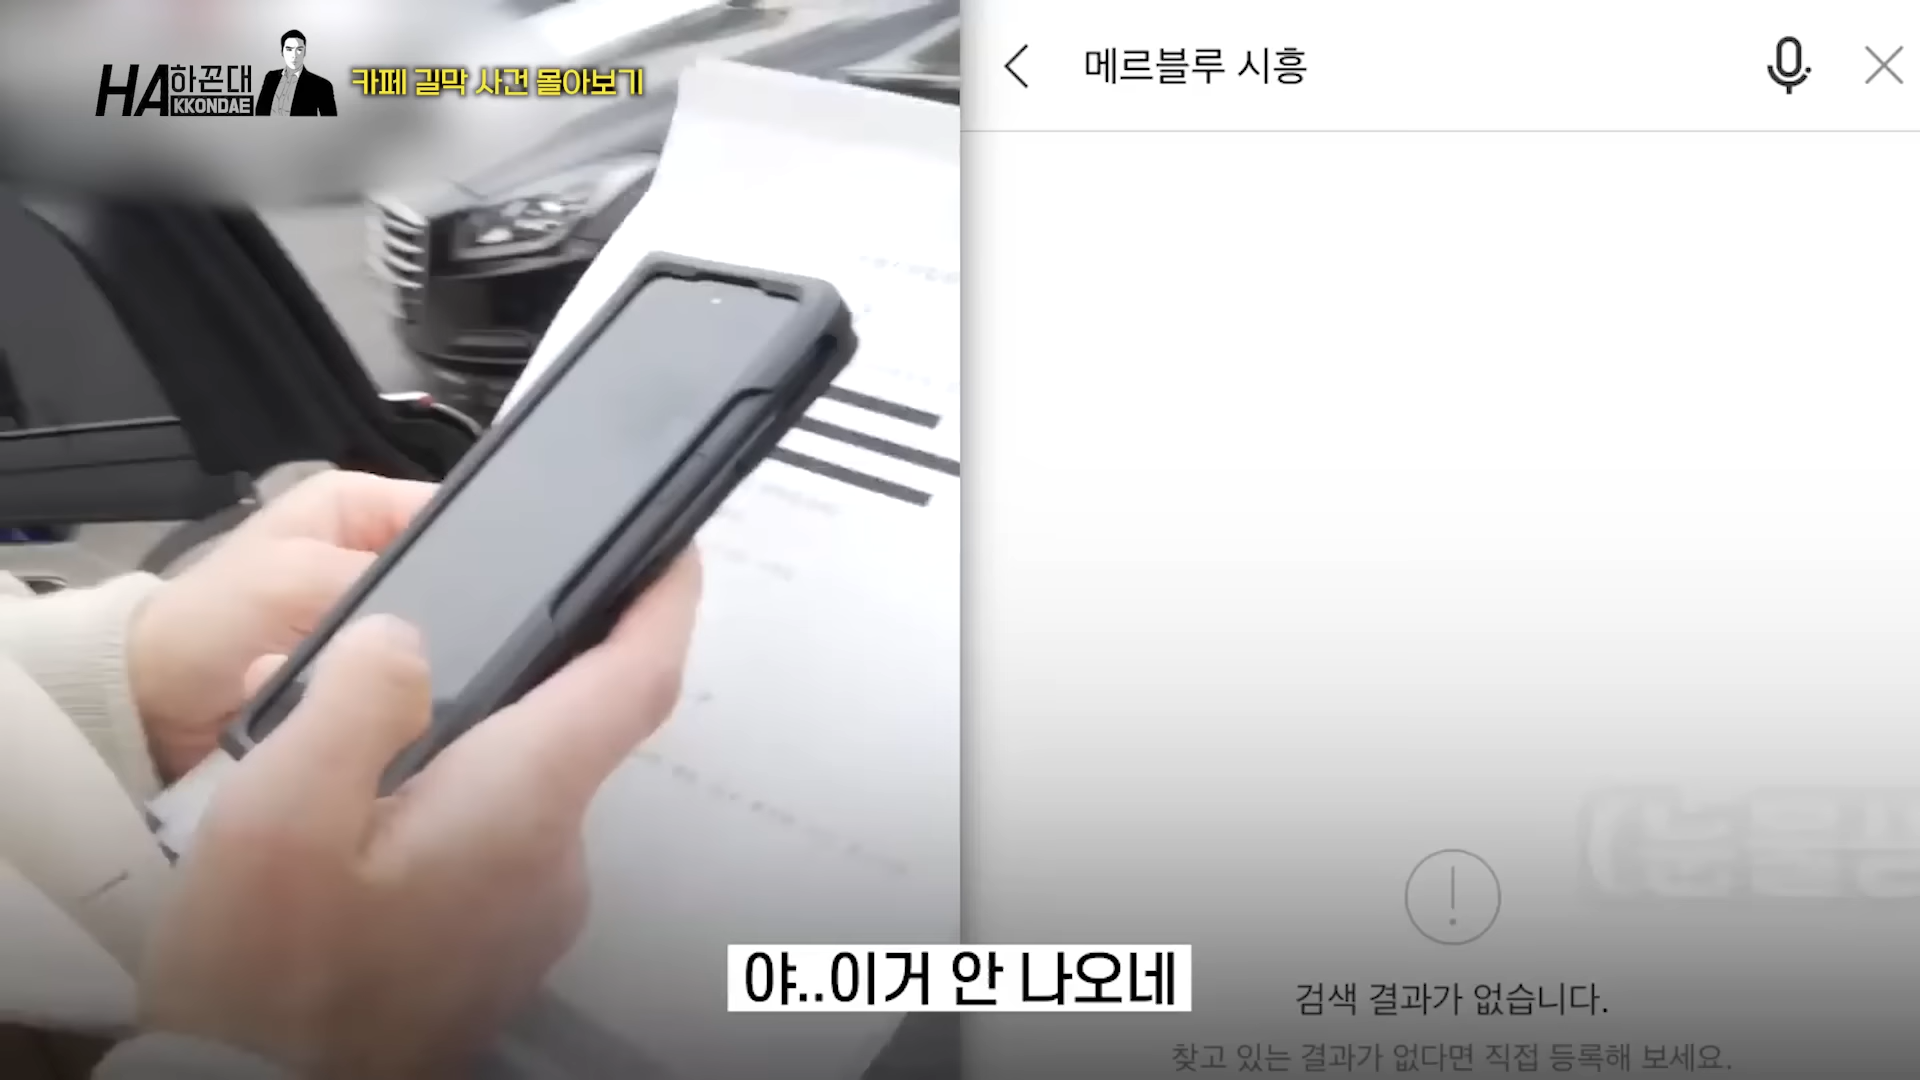 HA하꼰대
KKONDAE
카페 길막 사건 몰아보기
메르블루 시흥
야..이거 안 나오네
검색 결과가 없습니다.
찾고 있는 결과가 없다면 직접 등록해 보세요.